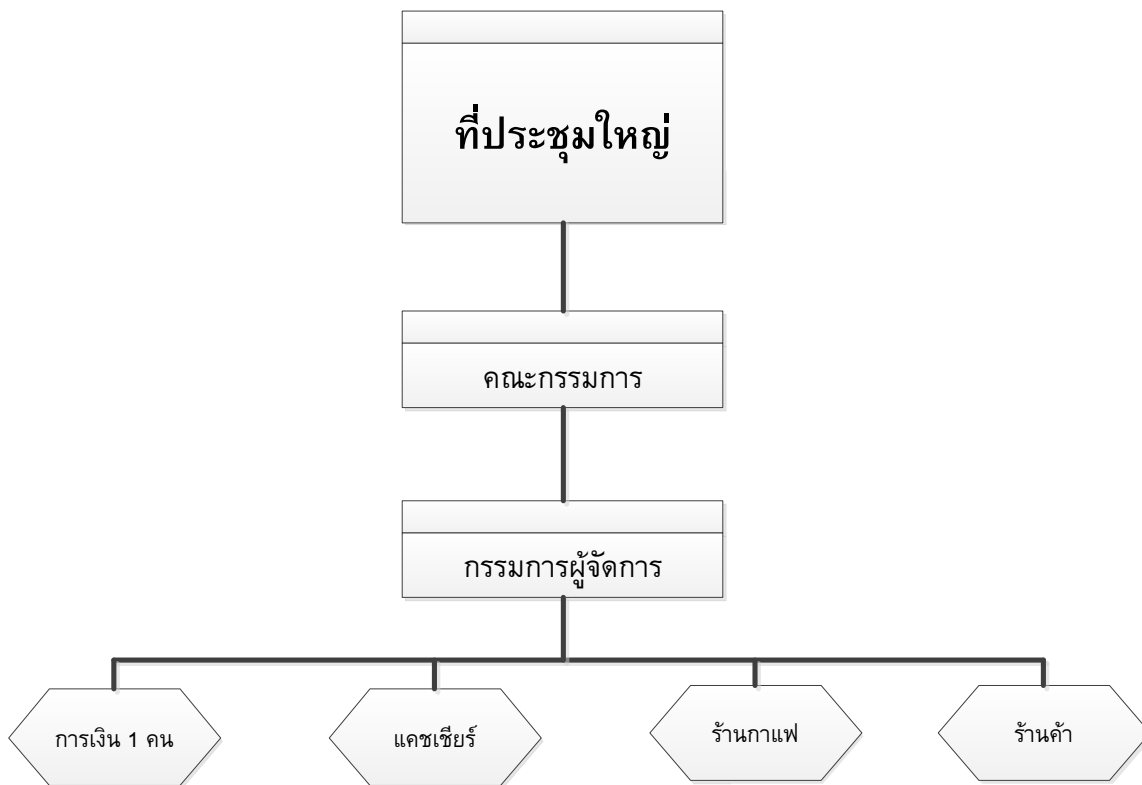 ที่ประชุมใหญ่
คณะกรรมการ
กรรมการผู้จัดการ
การเงิน 1 คน
แคชเชียร์
ร้านกาแฟ
ร้านค้า